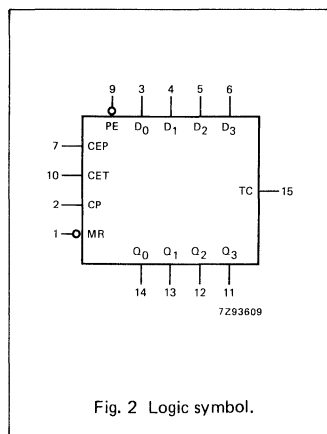 9 3 4 5 6
PE D0 D1 D2 D3
7 CEP
10 CET
TC 15
2 CP
1 MR
Q0 Q1 Q2 Q3
14 13 12 11
7Z93609
Fig. 2 Logic symbol.